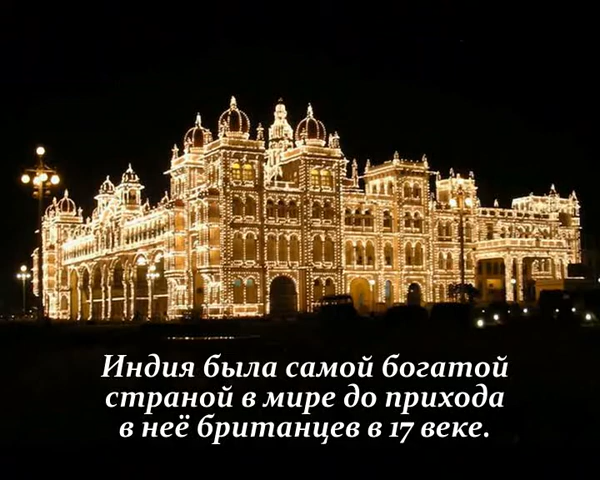 Индия была самой богатой
страной в мире до прихода
в неё британцев в 17 веке.